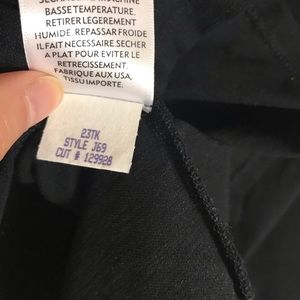 BASSE TEMPERATURE.
RETIRER LEGEREMENT
HUMIDE. REPASSAR FROIDE
IL FAIT NECESSAIRE.SECHER
A PLAT POUR EVITER LE
RETRECISSEMENT.
FABRIQUE AUX USA,
TISSU IMPORTE.
23TK
STYLE J69
CUT # 129928